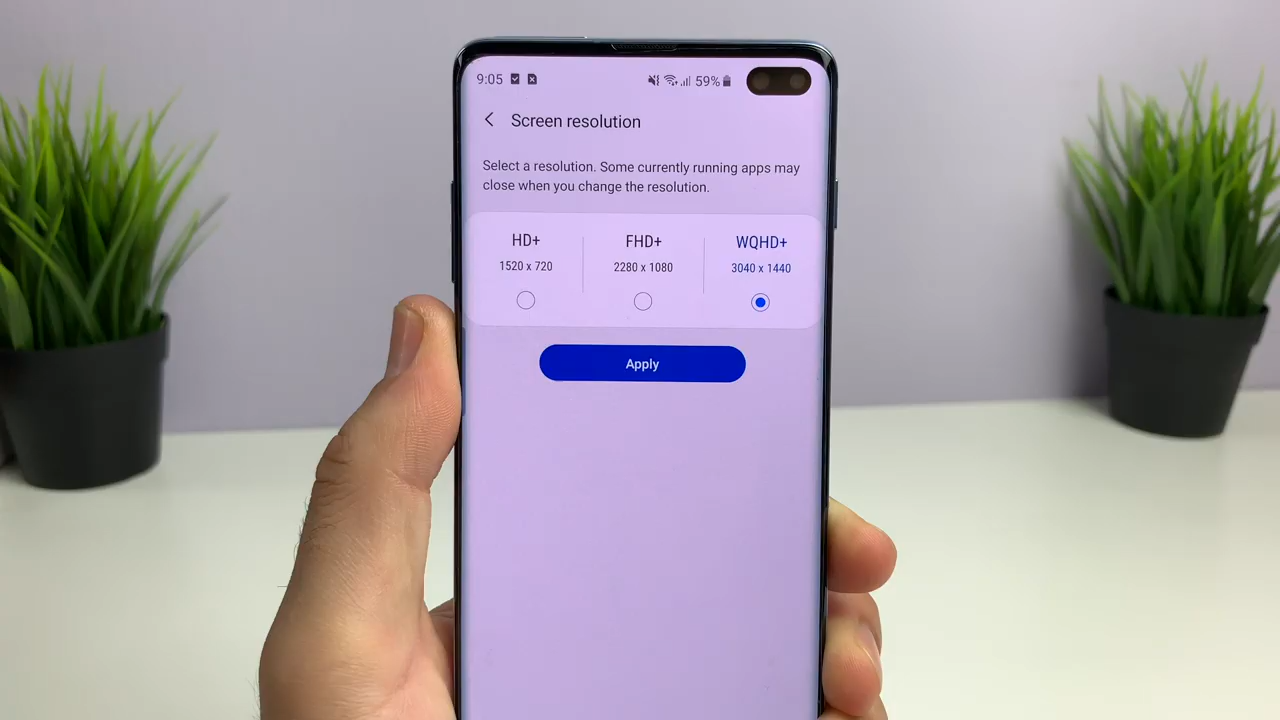 9:05 59%
Screen resolution
Select a resolution. Some currently running apps may
close when you change the resolution.
HD+ FHD+ WQHD+
1520 x 720 2280 x 1080 3040 x 1440
Apply